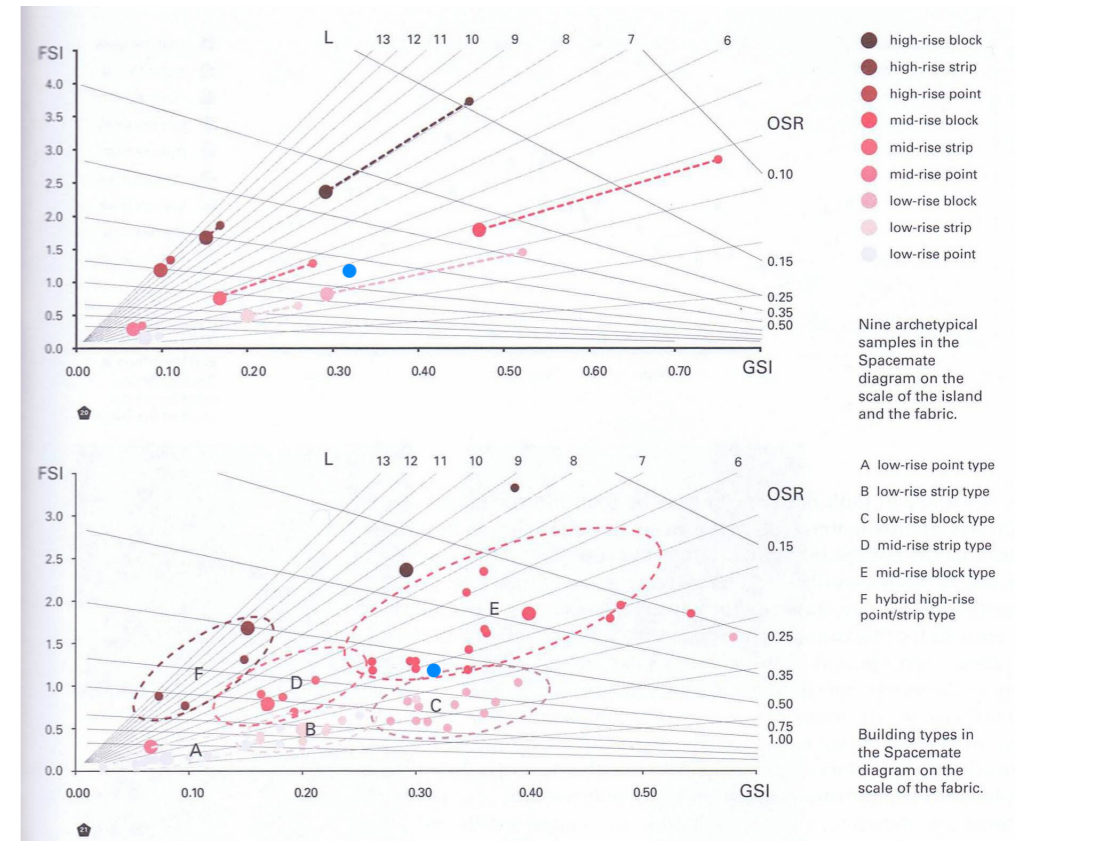 FSI
L
13 12 11 10 9 8 7 6
4.0
3.5
3.0
2.5
2.0
1.5
1.0
0.5
0.0
OSR
0.10
0.15
0.25
0.35
0.50
0.00 0.10 0.20 0.30 0.40 0.50 0.60 0.70 GSI
20
high-rise block
high-rise strip
high-rise point
mid-rise block
mid-rise strip
mid-rise point
low-rise block
low-rise strip
low-rise point
Nine archetypical
samples in the
Spacemate
diagram on the
scale of the island
and the fabric.
FSI
L
13 12 11 10 9 8 7 6
3.0
2.5
2.0
1.5
1.0
0.5
0.0
OSR
0.15
0.25
0.35
0.50
0.75
1.00
E
F
D
C
B
A
0.00 0.10 0.20 0.30 0.40 0.50 GSI
21
A low-rise point type
B low-rise strip type
C low-rise block type
D mid-rise strip type
E mid-rise block type
F hybrid high-rise
point/strip type
Building types in
the Spacemate
diagram on the
scale of the fabric.